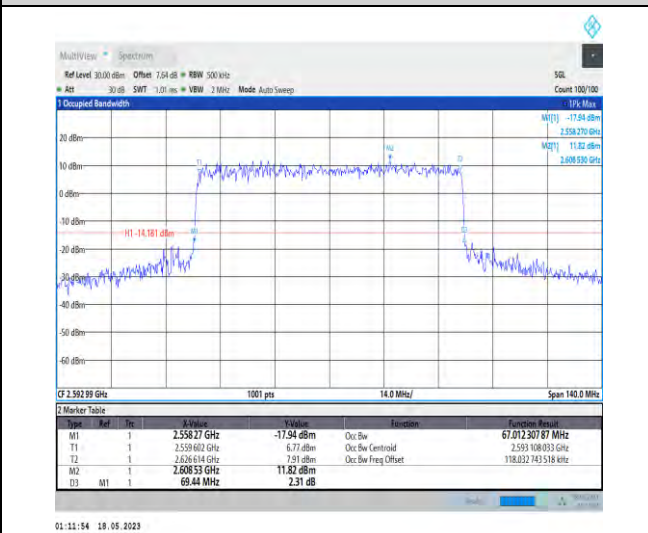 MultiView Spectrum
Ref Level 30.00 dBm Offset 7.64 dB RBW 500 kHz SGL
Att 30 dB SWT 1.01 ms VBW 2 MHz Mode Auto Sweep Count 100/100
1 Occupied Bandwidth 1Pk Max
M1[1] -17.94 dBm
2.558 270 GHz
20 dBm
M2[1] 11.82 dBm
2.608 530 GHz
M2
T1
T2
10 dBm
0 dBm
-10 dBm
H1 -14.181 dBm
M1
D3
-20 dBm
-30 dBm
-40 dBm
-50 dBm
-60 dBm
CF 2.592 99 GHz 1001 pts 14.0 MHz/ Span 140.0 MHz
2 Marker Table
Type Ref Trc X-Value Y-Value Function Function Result
M1 1 2.558 27 GHz -17.94 dBm Occ Bw 67.012 307 87 MHz
T1 1 2.559 602 GHz 6.77 dBm Occ Bw Centroid 2.593 108 033 GHz
T2 1 2.626 614 GHz 7.91 dBm Occ Bw Freq Offset 118.032 743 518 kHz
M2 1 2.608 53 GHz 11.82 dBm
D3 M1 1 69.44 MHz 2.31 dB
01:11:54 18.05.2023